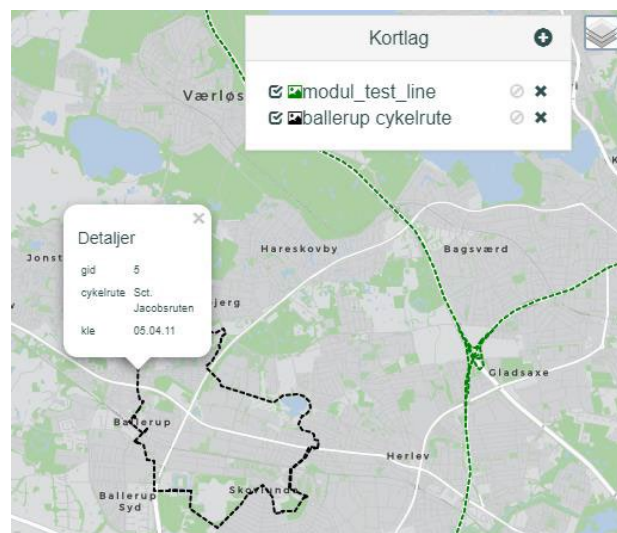 Kortlag
modul_test_line
ballerup cykelrute
Værløs
Detaljer
gid 5
cykelrute Sct.
Jacobsruten
kle 05.04.11
Jonst
Hareskovby
Bagsværd
jerg
Gladsaxe
Ballerup
Herlev
Ballerup
Syd
Skovlunde